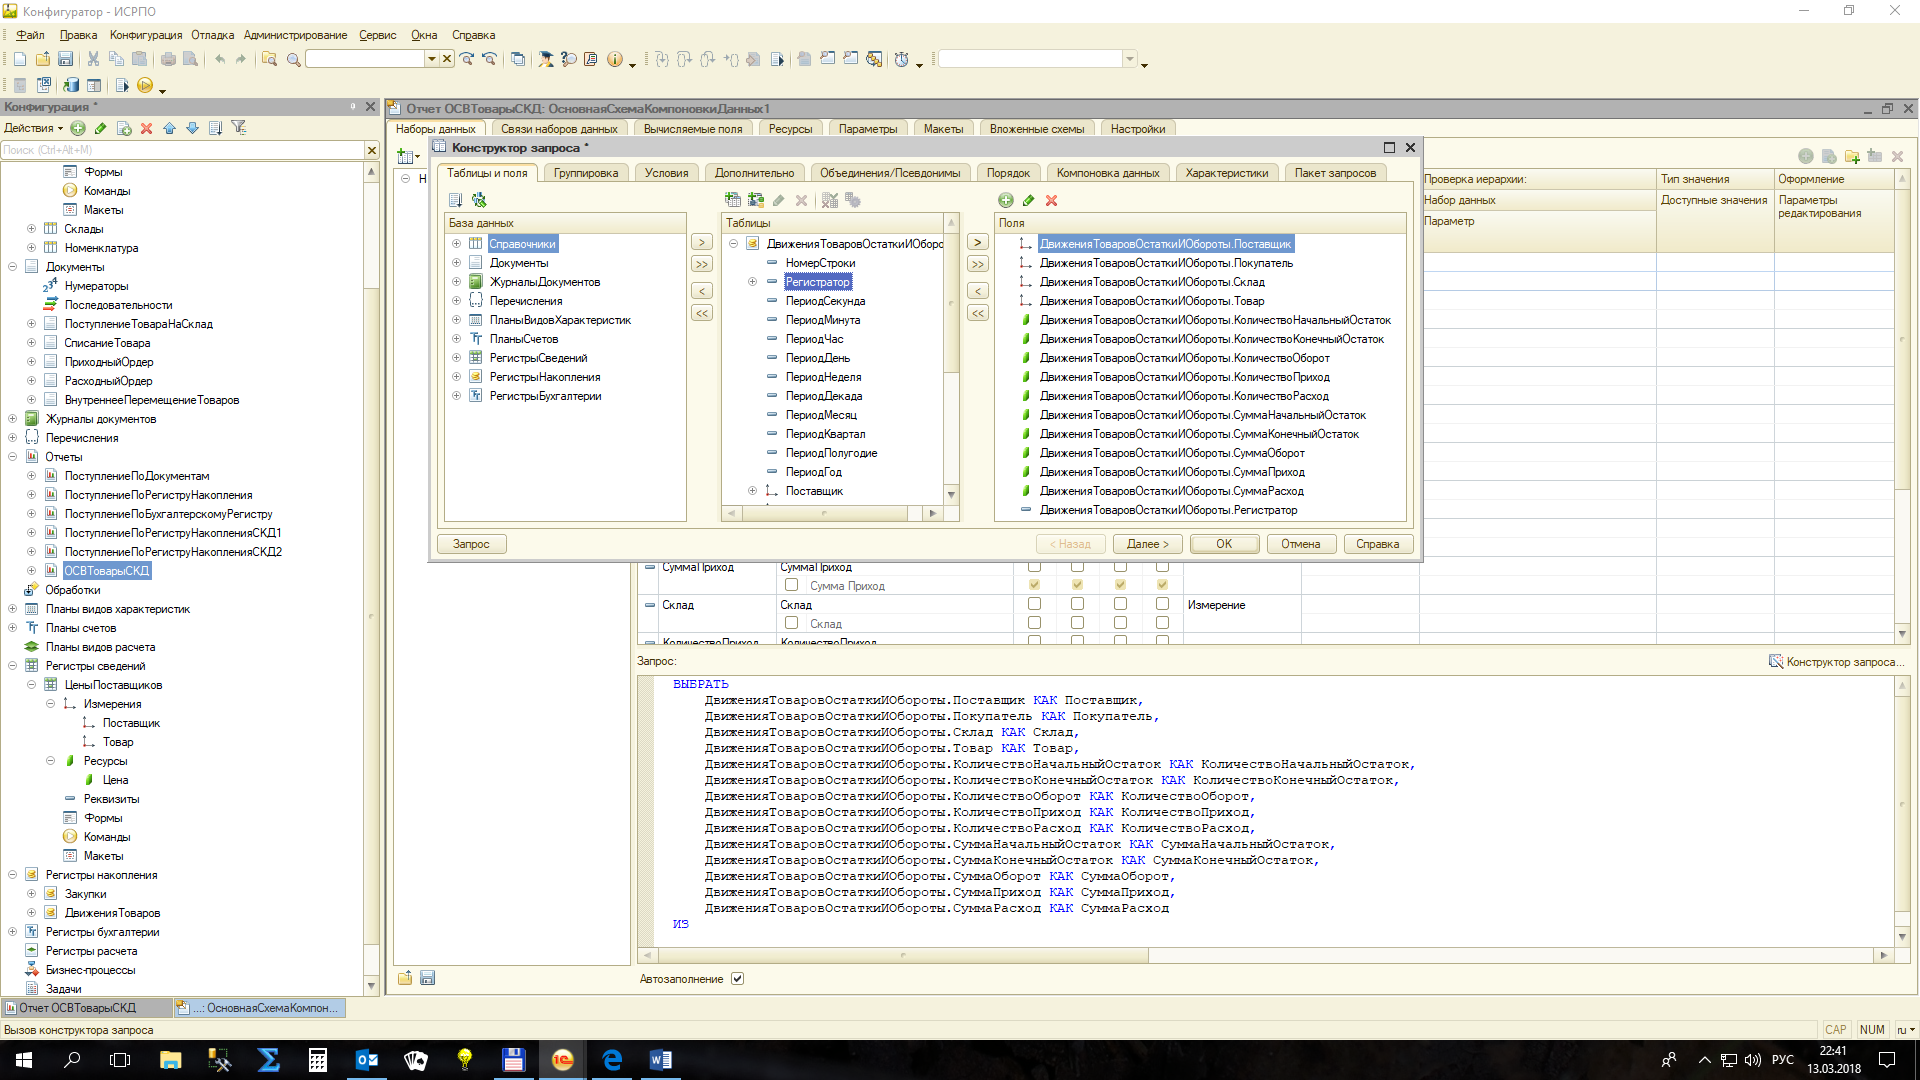 Конфигуратор - ИСРПО
Файл Правка Конфигурация Отладка Администрирование Сервис Окна Справка
Конфигурация *
Действия
Поиск (Ctrl+Alt+M)
Формы
Команды
Макеты
Склады
Номенклатура
Документы
Нумераторы
Последовательности
ПоступлениеТовараНаСклад
СписаниеТовара
ПриходныйОрдер
РасходныйОрдер
ВнутреннееПеремещениеТоваров
Журналы документов
Перечисления
Отчеты
ПоступлениеПоДокументам
ПоступлениеПоРегиструНакопления
ПоступлениеПоБухгалтерскомуРегистру
ПоступлениеПоРегиструНакопленияСКД1
ПоступлениеПоРегиструНакопленияСКД2
ОСВТоварыСКД
Обработки
Планы видов характеристик
Планы счетов
Планы видов расчета
Регистры сведений
ЦеныПоставщиков
Измерения
Поставщик
Товар
Ресурсы
Цена
Реквизиты
Формы
Команды
Макеты
Регистры накопления
Закупки
ДвиженияТоваров
Регистры бухгалтерии
Регистры расчета
Бизнес-процессы
Задачи
Отчет ОСВТоварыСКД: ОсновнаяСхемаКомпоновкиДанных1
Наборы данных Связи наборов данных Вычисляемые поля Ресурсы Параметры Макеты Вложенные схемы Настройки
Н
Конструктор запроса *
Таблицы и поля Группировка Условия Дополнительно Объединения/Псевдонимы Порядок Компоновка данных Характеристики Пакет запросов
База данных
Справочники
Документы
ЖурналыДокументов
Перечисления
ПланыВидовХарактеристик
ПланыСчетов
РегистрыСведений
РегистрыНакопления
РегистрыБухгалтерии
>
>>
<
<<
Таблицы
ДвиженияТоваровОстаткиИОборо
НомерСтроки
Регистратор
ПериодСекунда
ПериодМинута
ПериодЧас
ПериодДень
ПериодНеделя
ПериодДекада
ПериодМесяц
ПериодКвартал
ПериодПолугодие
ПериодГод
Поставщик
>
>>
<
<<
Поля
ДвиженияТоваровОстаткиИОбороты.Поставщик
ДвиженияТоваровОстаткиИОбороты.Покупатель
ДвиженияТоваровОстаткиИОбороты.Склад
ДвиженияТоваровОстаткиИОбороты.Товар
ДвиженияТоваровОстаткиИОбороты.КоличествоНачальныйОстаток
ДвиженияТоваровОстаткиИОбороты.КоличествоКонечныйОстаток
ДвиженияТоваровОстаткиИОбороты.КоличествоОборот
ДвиженияТоваровОстаткиИОбороты.КоличествоПриход
ДвиженияТоваровОстаткиИОбороты.КоличествоРасход
ДвиженияТоваровОстаткиИОбороты.СуммаНачальныйОстаток
ДвиженияТоваровОстаткиИОбороты.СуммаКонечныйОстаток
ДвиженияТоваровОстаткиИОбороты.СуммаОборот
ДвиженияТоваровОстаткиИОбороты.СуммаПриход
ДвиженияТоваровОстаткиИОбороты.СуммаРасход
ДвиженияТоваровОстаткиИОбороты.Регистратор
Запрос < Назад Далее > OK Отмена Справка
Проверка иерархии: Тип значения Оформление
Набор данных Доступные значения Параметры
редактирования
Параметр
СуммаПриход СуммаПриход
Сумма Приход
Склад Склад Измерение
Склад
КоличествоПриход КоличествоПриход
Запрос: Конструктор запроса...
ВЫБРАТЬ
ДвиженияТоваровОстаткиИОбороты.Поставщик КАК Поставщик,
ДвиженияТоваровОстаткиИОбороты.Покупатель КАК Покупатель,
ДвиженияТоваровОстаткиИОбороты.Склад КАК Склад,
ДвиженияТоваровОстаткиИОбороты.Товар КАК Товар,
ДвиженияТоваровОстаткиИОбороты.КоличествоНачальныйОстаток КАК КоличествоНачальныйОстаток,
ДвиженияТоваровОстаткиИОбороты.КоличествоКонечныйОстаток КАК КоличествоКонечныйОстаток,
ДвиженияТоваровОстаткиИОбороты.КоличествоОборот КАК КоличествоОборот,
ДвиженияТоваровОстаткиИОбороты.КоличествоПриход КАК КоличествоПриход,
ДвиженияТоваровОстаткиИОбороты.КоличествоРасход КАК КоличествоРасход,
ДвиженияТоваровОстаткиИОбороты.СуммаНачальныйОстаток КАК СуммаНачальныйОстаток,
ДвиженияТоваровОстаткиИОбороты.СуммаКонечныйОстаток КАК СуммаКонечныйОстаток,
ДвиженияТоваровОстаткиИОбороты.СуммаОборот КАК СуммаОборот,
ДвиженияТоваровОстаткиИОбороты.СуммаПриход КАК СуммаПриход,
ДвиженияТоваровОстаткиИОбороты.СуммаРасход КАК СуммаРасход
ИЗ
Автозаполнение
Отчет ОСВТоварыСКД ...: ОсновнаяСхемаКомпон...
Вызов конструктора запроса CAP NUM ru
РУС 22:41
13.03.2018